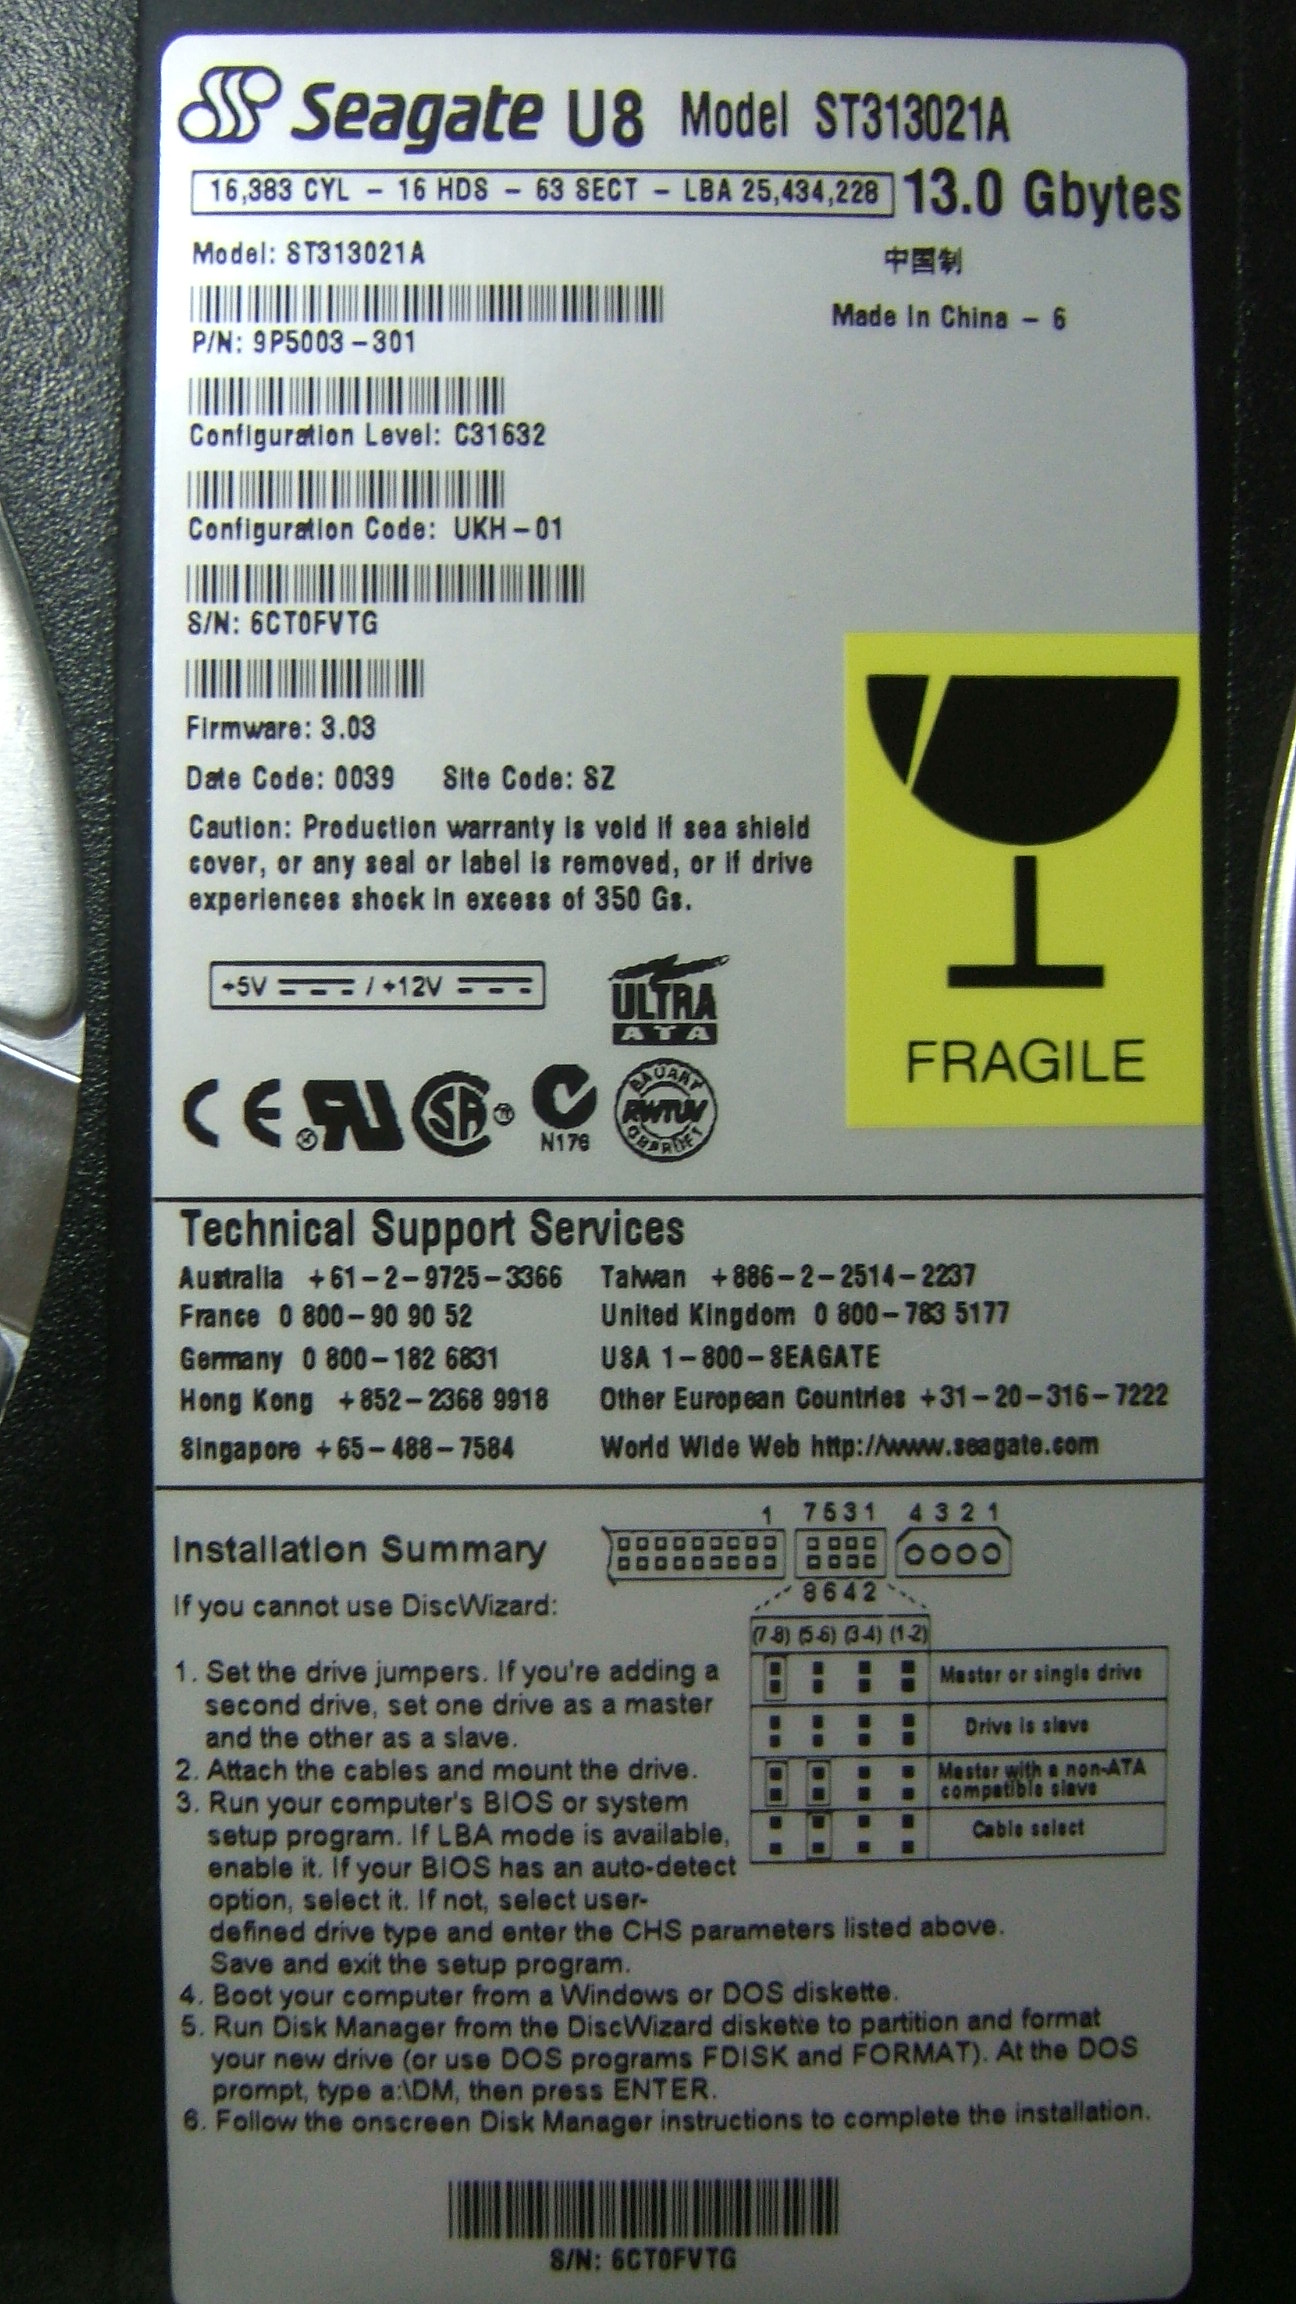 Seagate U8 Model ST313021A
16,383 CYL – 16 HDS – 63 SECT – LBA 25,434,228 13.0 Gbytes
Model: ST313021A
中国制
Made In China – 6
P/N: 9P5003–301
Configuration Level: C31632
Configuration Code: UKH–01
S/N: 6CT0FVTG
Firmware: 3.03
Date Code: 0039 Site Code: SZ
Caution: Production warranty is void if sea shield
cover, or any seal or label is removed, or if drive
experiences shock in excess of 350 Gs.
+5V / +12V
ULTRA
ATA
FRAGILE
CE
SA
N176
BAUART
RWTUV
GEPRUFT
Technical Support Services
Australia +61–2–9725–3366 Taiwan +886–2–2514–2237
France 0 800–90 90 52 United Kingdom 0 800–783 5177
Germany 0 800–182 6831 USA 1–800–SEAGATE
Hong Kong +852–2368 9918 Other European Countries +31–20–316–7222
Singapore +65–488–7584 World Wide Web http://www.seagate.com
1 7531 4321
Installation Summary
8642
If you cannot use DiscWizard:
(7-8) (5-6) (3-4) (1-2)
Master or single drive
Drive is slave
Master with a non-ATA
compatible slave
Cable select
1. Set the drive jumpers. If you're adding a
second drive, set one drive as a master
and the other as a slave.
2. Attach the cables and mount the drive.
3. Run your computer's BIOS or system
setup program. If LBA mode is available,
enable it. If your BIOS has an auto-detect
option, select it. If not, select user-
defined drive type and enter the CHS parameters listed above.
Save and exit the setup program.
4. Boot your computer from a Windows or DOS diskette.
5. Run Disk Manager from the DiscWizard diskette to partition and format
your new drive (or use DOS programs FDISK and FORMAT). At the DOS
prompt, type a:\DM, then press ENTER.
6. Follow the onscreen Disk Manager instructions to complete the installation.
S/N: 6CT0FVTG